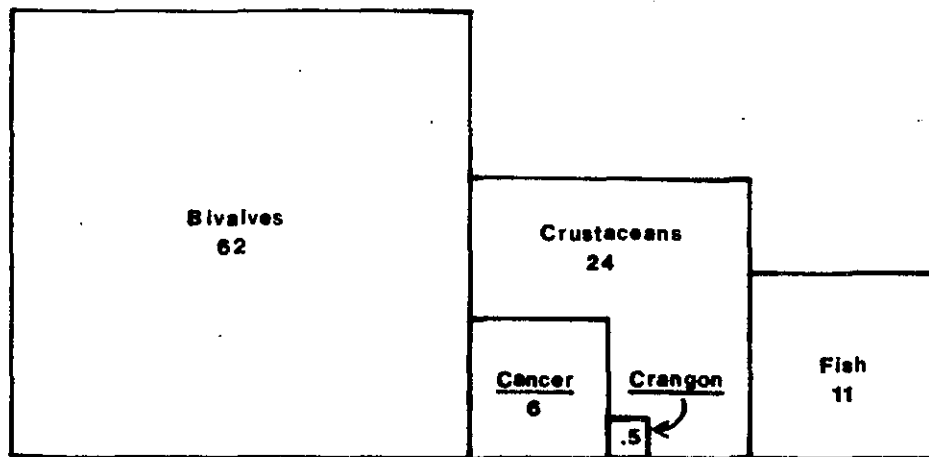 Bivalves
62
Crustaceans
24
Cancer
6
Crangon
.5
Fish
11